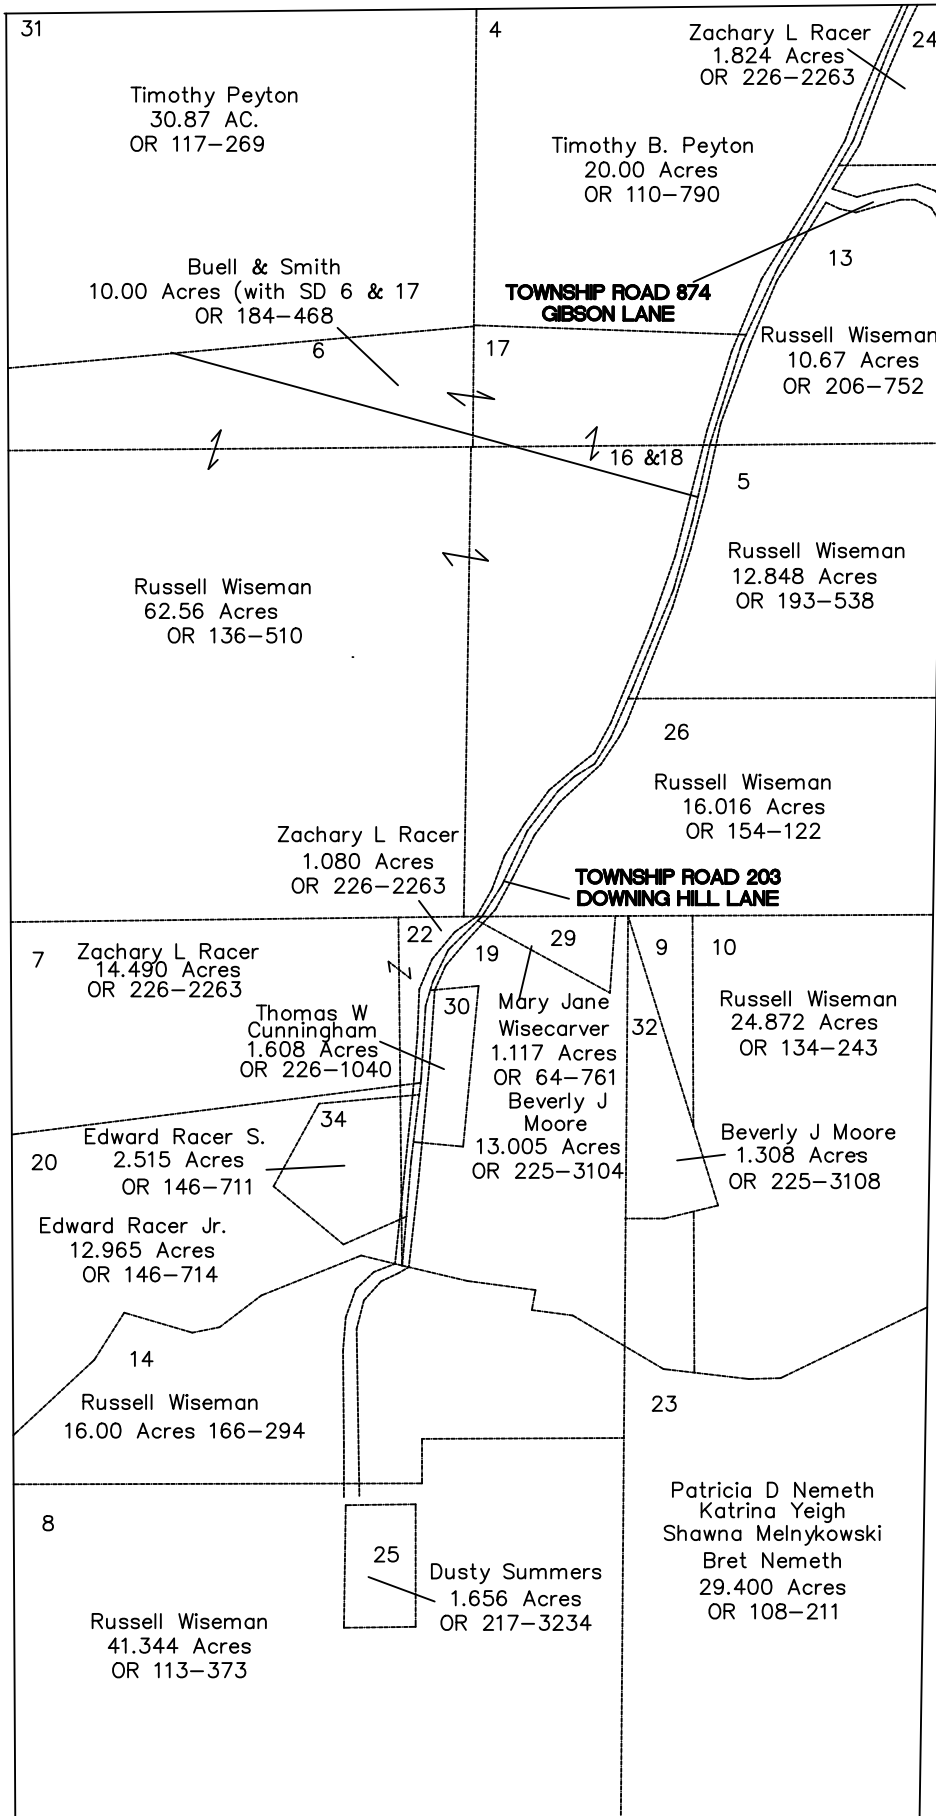 31
4
Zachary L Racer
1.824 Acres
OR 226-2263
24
Timothy Peyton
30.87 AC.
OR 117-269
Timothy B. Peyton
20.00 Acres
OR 110-790
13
Buell & Smith
10.00 Acres (with SD 6 & 17
OR 184-468
TOWNSHIP ROAD 874
GIBSON LANE
6
17
Russell Wiseman
10.67 Acres
OR 206-752
16 &18
5
Russell Wiseman
62.56 Acres
OR 136-510
Russell Wiseman
12.848 Acres
OR 193-538
26
Russell Wiseman
16.016 Acres
OR 154-122
Zachary L Racer
1.080 Acres
OR 226-2263
TOWNSHIP ROAD 203
DOWNING HILL LANE
7
Zachary L Racer
14.490 Acres
OR 226-2263
22
19
29
9
10
Thomas W
Cunningham
1.608 Acres
OR 226-1040
30
Mary Jane
Wisecarver
1.117 Acres
OR 64-761
32
Russell Wiseman
24.872 Acres
OR 134-243
Beverly J
Moore
13.005 Acres
OR 225-3104
34
20
Edward Racer S.
2.515 Acres
OR 146-711
Beverly J Moore
1.308 Acres
OR 225-3108
Edward Racer Jr.
12.965 Acres
OR 146-714
14
Russell Wiseman
16.00 Acres 166-294
23
Patricia D Nemeth
Katrina Yeigh
Shawna Melnykowski
Bret Nemeth
29.400 Acres
OR 108-211
8
25
Dusty Summers
1.656 Acres
OR 217-3234
Russell Wiseman
41.344 Acres
OR 113-373